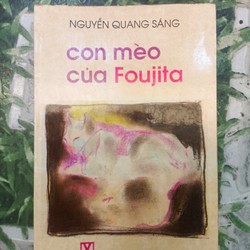 NGUYỄN QUANG SÁNG
con mèo
của Foujita